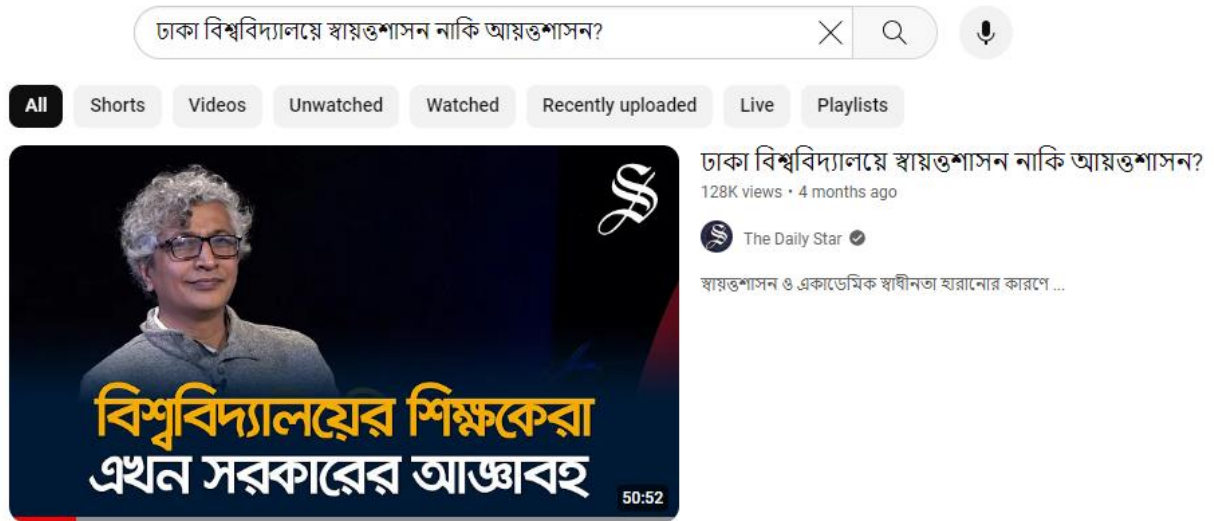 ঢাকা বিশ্ববিদ্যালয়ে স্বায়ত্তশাসন নাকি আয়ত্তশাসন?
All Shorts Videos Unwatched Watched Recently uploaded Live Playlists
ঢাকা বিশ্ববিদ্যালয়ে স্বায়ত্তশাসন নাকি আয়ত্তশাসন?
128K views • 4 months ago
The Daily Star
স্বায়ত্তশাসন ও একাডেমিক স্বাধীনতা হারানোর কারণে ...
S
বিশ্ববিদ্যালয়ের শিক্ষকেরা
এখন সরকারের আজ্ঞাবহ
50:52